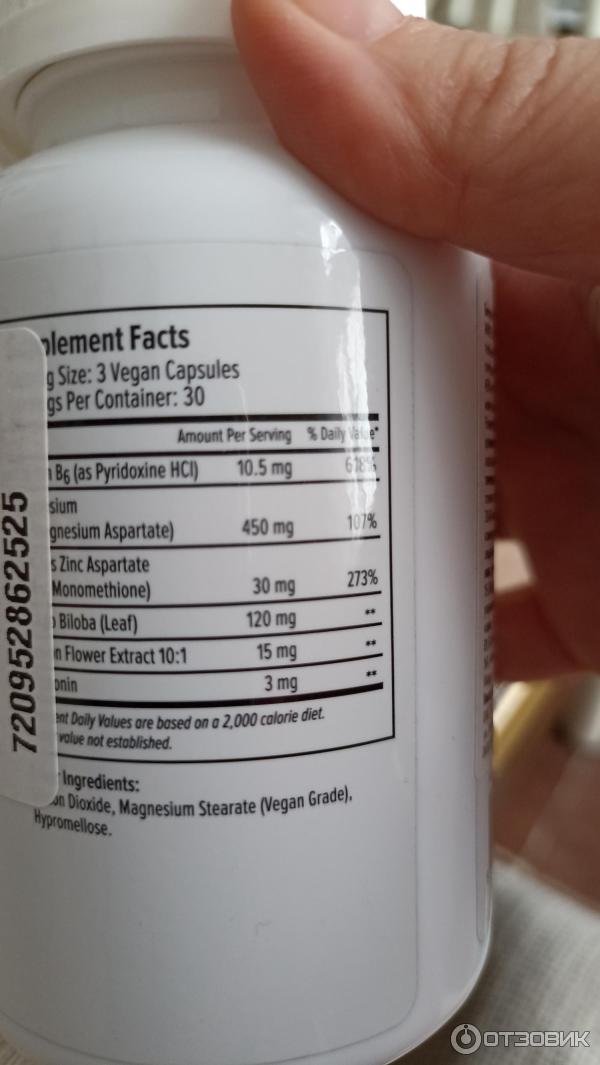 plement Facts
g Size: 3 Vegan Capsules
gs Per Container: 30
Amount Per Serving % Daily Value*
n B6 (as Pyridoxine HCl) 10.5 mg 618%
sium
gnesium Aspartate) 450 mg 107%
s Zinc Aspartate
Monomethione) 30 mg 273%
Biloba (Leaf) 120 mg **
n Flower Extract 10:1 15 mg **
onin 3 mg **
ent Daily Values are based on a 2,000 calorie diet.
value not established.
Ingredients:
on Dioxide, Magnesium Stearate (Vegan Grade),
Hypromellose.
72095286 2525
ОТЗОВИК